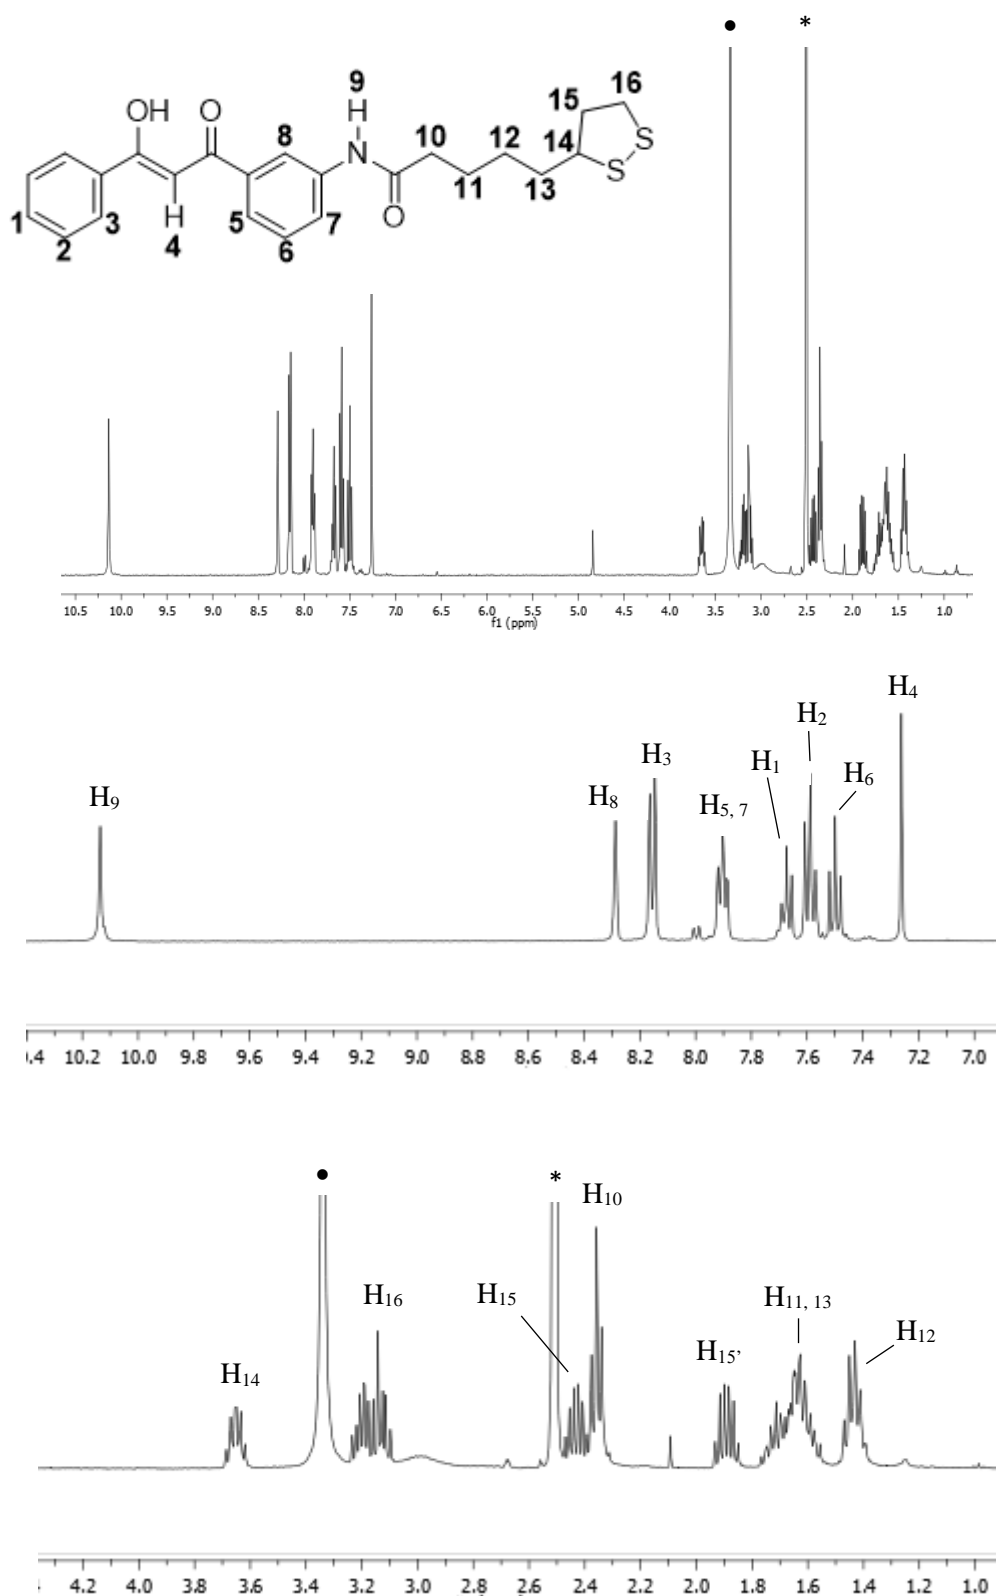 ● *
9
H
OH O 8 10 12 15 16
N 14 S
S
1 3 H 5 7 O 11 13
2 4 6
10.5 10.0 9.5 9.0 8.5 8.0 7.5 7.0 6.5 6.0 5.5 5.0 4.5 4.0 3.5 3.0 2.5 2.0 1.5 1.0
f1 (ppm)
H4
H2
H3 H1 H6
H9 H8 H5, 7
).4 10.2 10.0 9.8 9.6 9.4 9.2 9.0 8.8 8.6 8.4 8.2 8.0 7.8 7.6 7.4 7.2 7.0
● *
H10
H16 H15 H11, 13
H14 H15’ H12
4.2 4.0 3.8 3.6 3.4 3.2 3.0 2.8 2.6 2.4 2.2 2.0 1.8 1.6 1.4 1.2 1.0